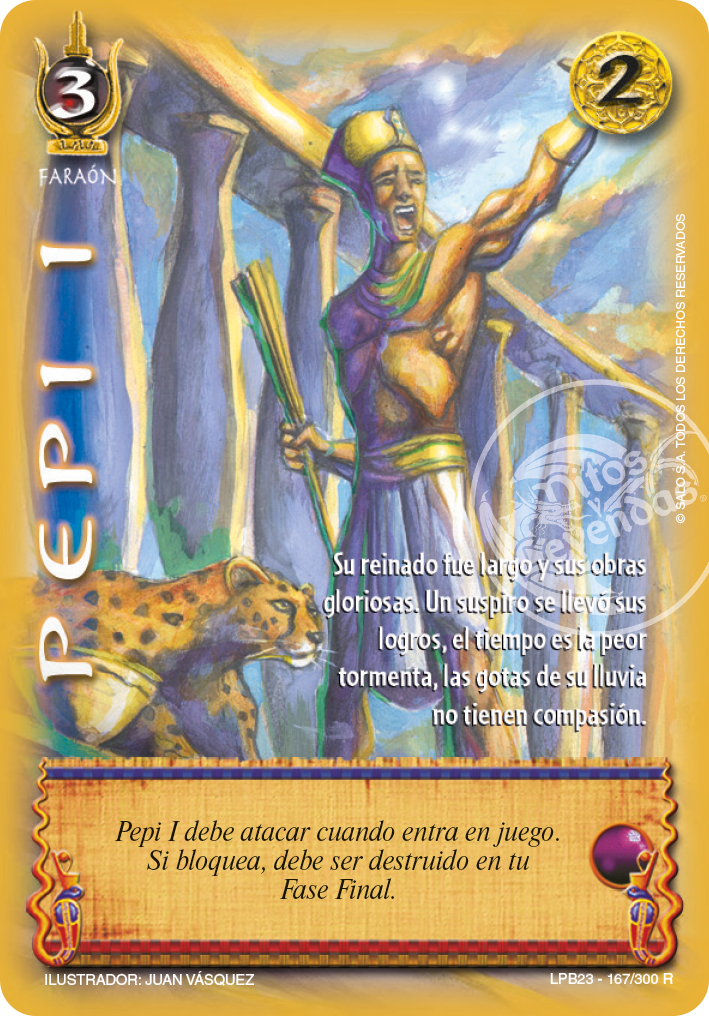 3
2
FARAÓN
PEPI I
© SALO S.A. TODOS LOS DERECHOS RESERVADOS
Mitos
y
Leyendas
®
Su reinado fue largo y sus obras
gloriosas. Un suspiro se llevó sus
logros, el tiempo es la peor
tormenta, las gotas de su lluvia
no tienen compasión.
Pepi I debe atacar cuando entra en juego.
Si bloquea, debe ser destruido en tu
Fase Final.
ILUSTRADOR: JUAN VÁSQUEZ
LPB23 - 167/300 R